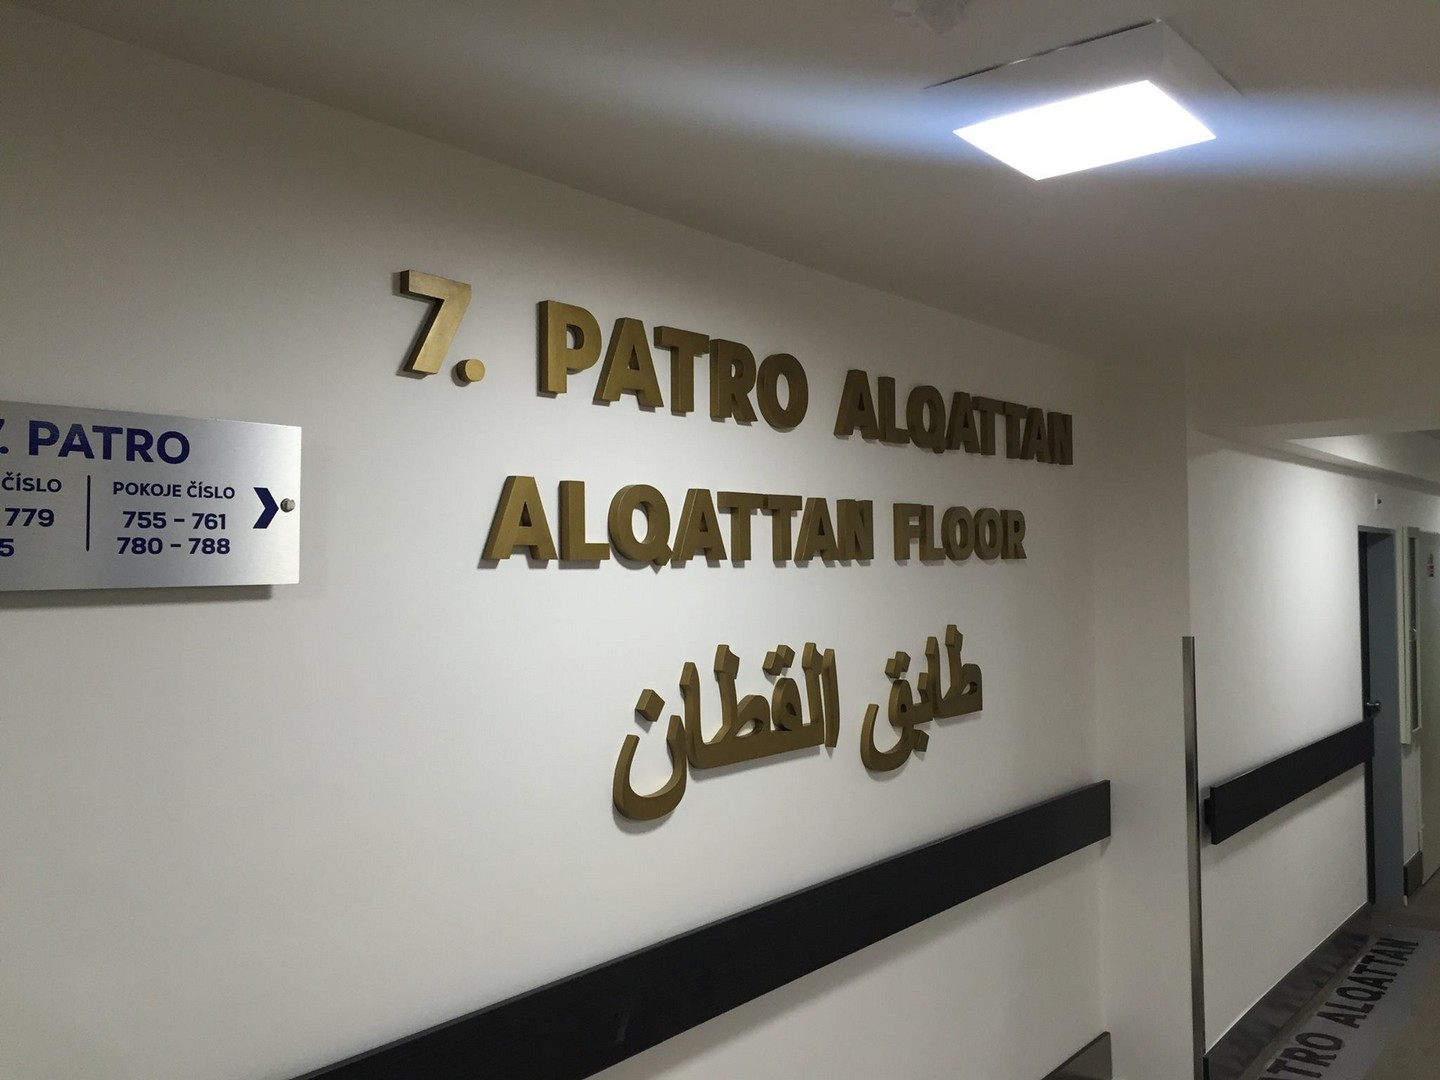 7. PATRO ALQATTAN
ALQATTAN FLOOR
طابق القطان
7. PATRO
ČÍSLO
779
5
POKOJE ČÍSLO
755 – 761
780 – 788
TRO ALQATTAN